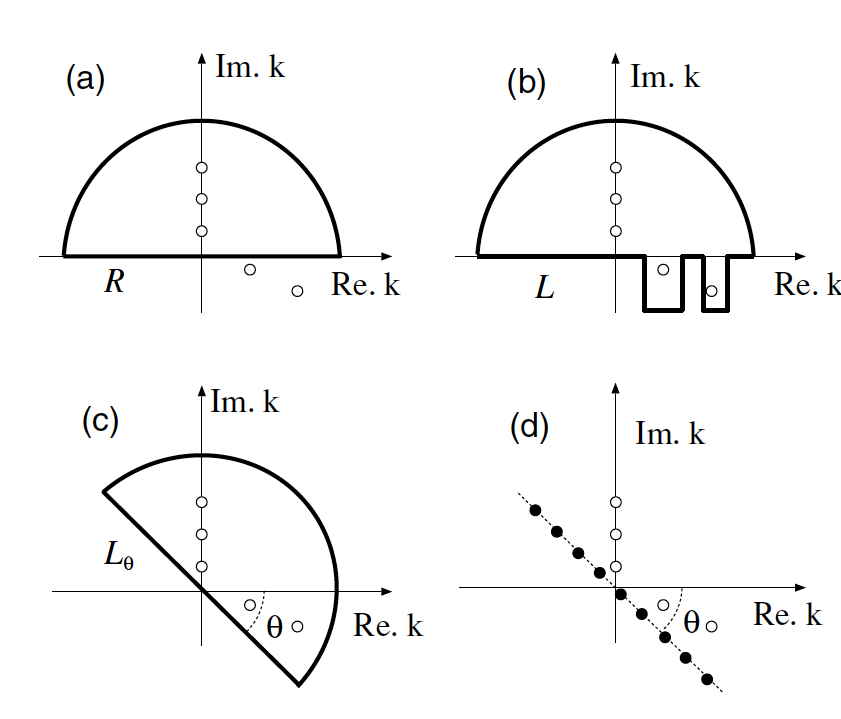 (a)
Im. k
R
Re. k
(b)
Im. k
L
Re. k
(c)
Im. k
Lθ
θ
Re. k
(d)
Im. k
θ
Re. k